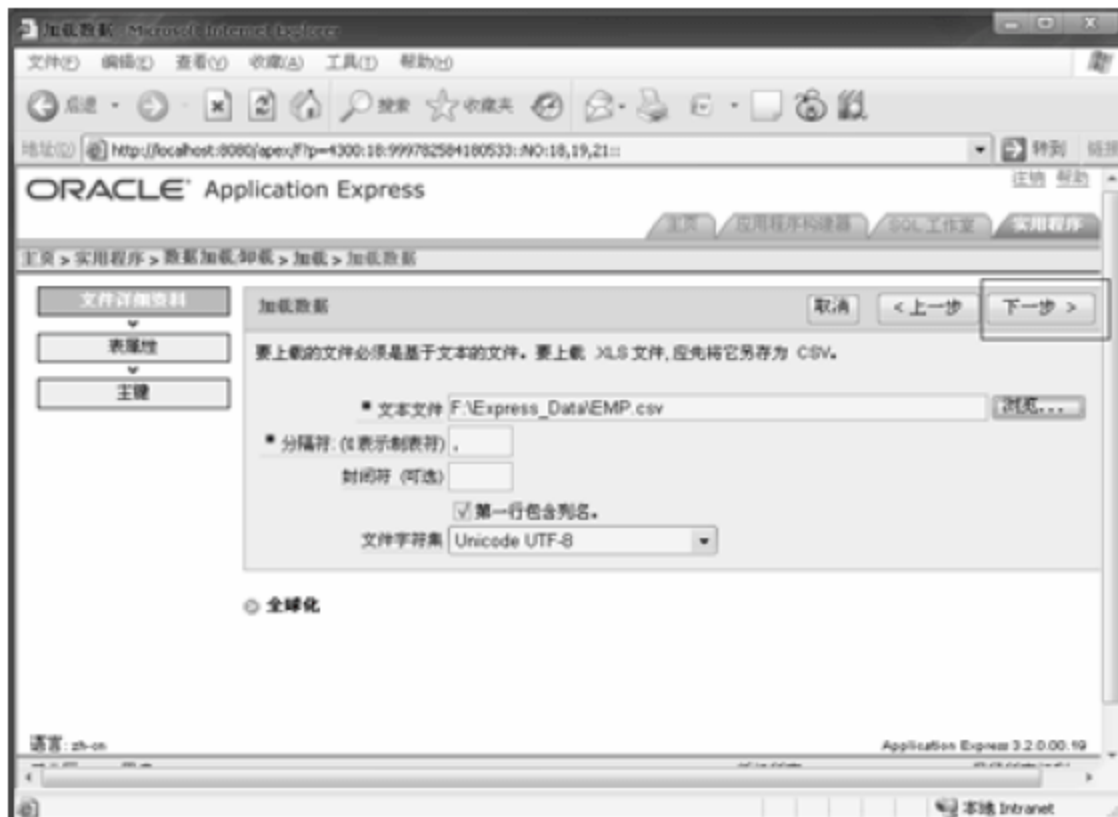 加载数据 - Microsoft Internet Explorer
文件(F) 编辑(E) 查看(V) 收藏(A) 工具(T) 帮助(H)
后退 搜索 收藏夹
地址(D) http://localhost:8080/apex/f?p=4300:18:999782584180533::NO:18,19,21:: 转到 链接
ORACLE Application Express
注销 帮助
主页 应用程序构建器 SQL 工作室 实用程序
主页 > 实用程序 > 数据加载/卸载 > 加载 > 加载数据
文件详细资料
表属性
主键
加载数据 取消 < 上一步 下一步 >
要上载的文件必须是基于文本的文件。要上载 XLS 文件,应先将它另存为 CSV。
* 文本文件 F:\Express_Data\EMP.csv 浏览...
* 分隔符: (\t 表示制表符) ,
封闭符 (可选)
第一行包含列名。
文件字符集 Unicode UTF-8
全球化
语言: zh-cn Application Express 3.2.0.00.19
本地 Intranet